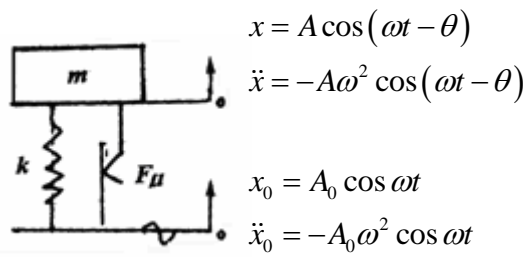 x = A cos(ωt − θ)
ẍ = −Aω² cos(ωt − θ)
m
k
Fμ
x₀ = A₀ cos ωt
ẍ₀ = −A₀ω² cos ωt